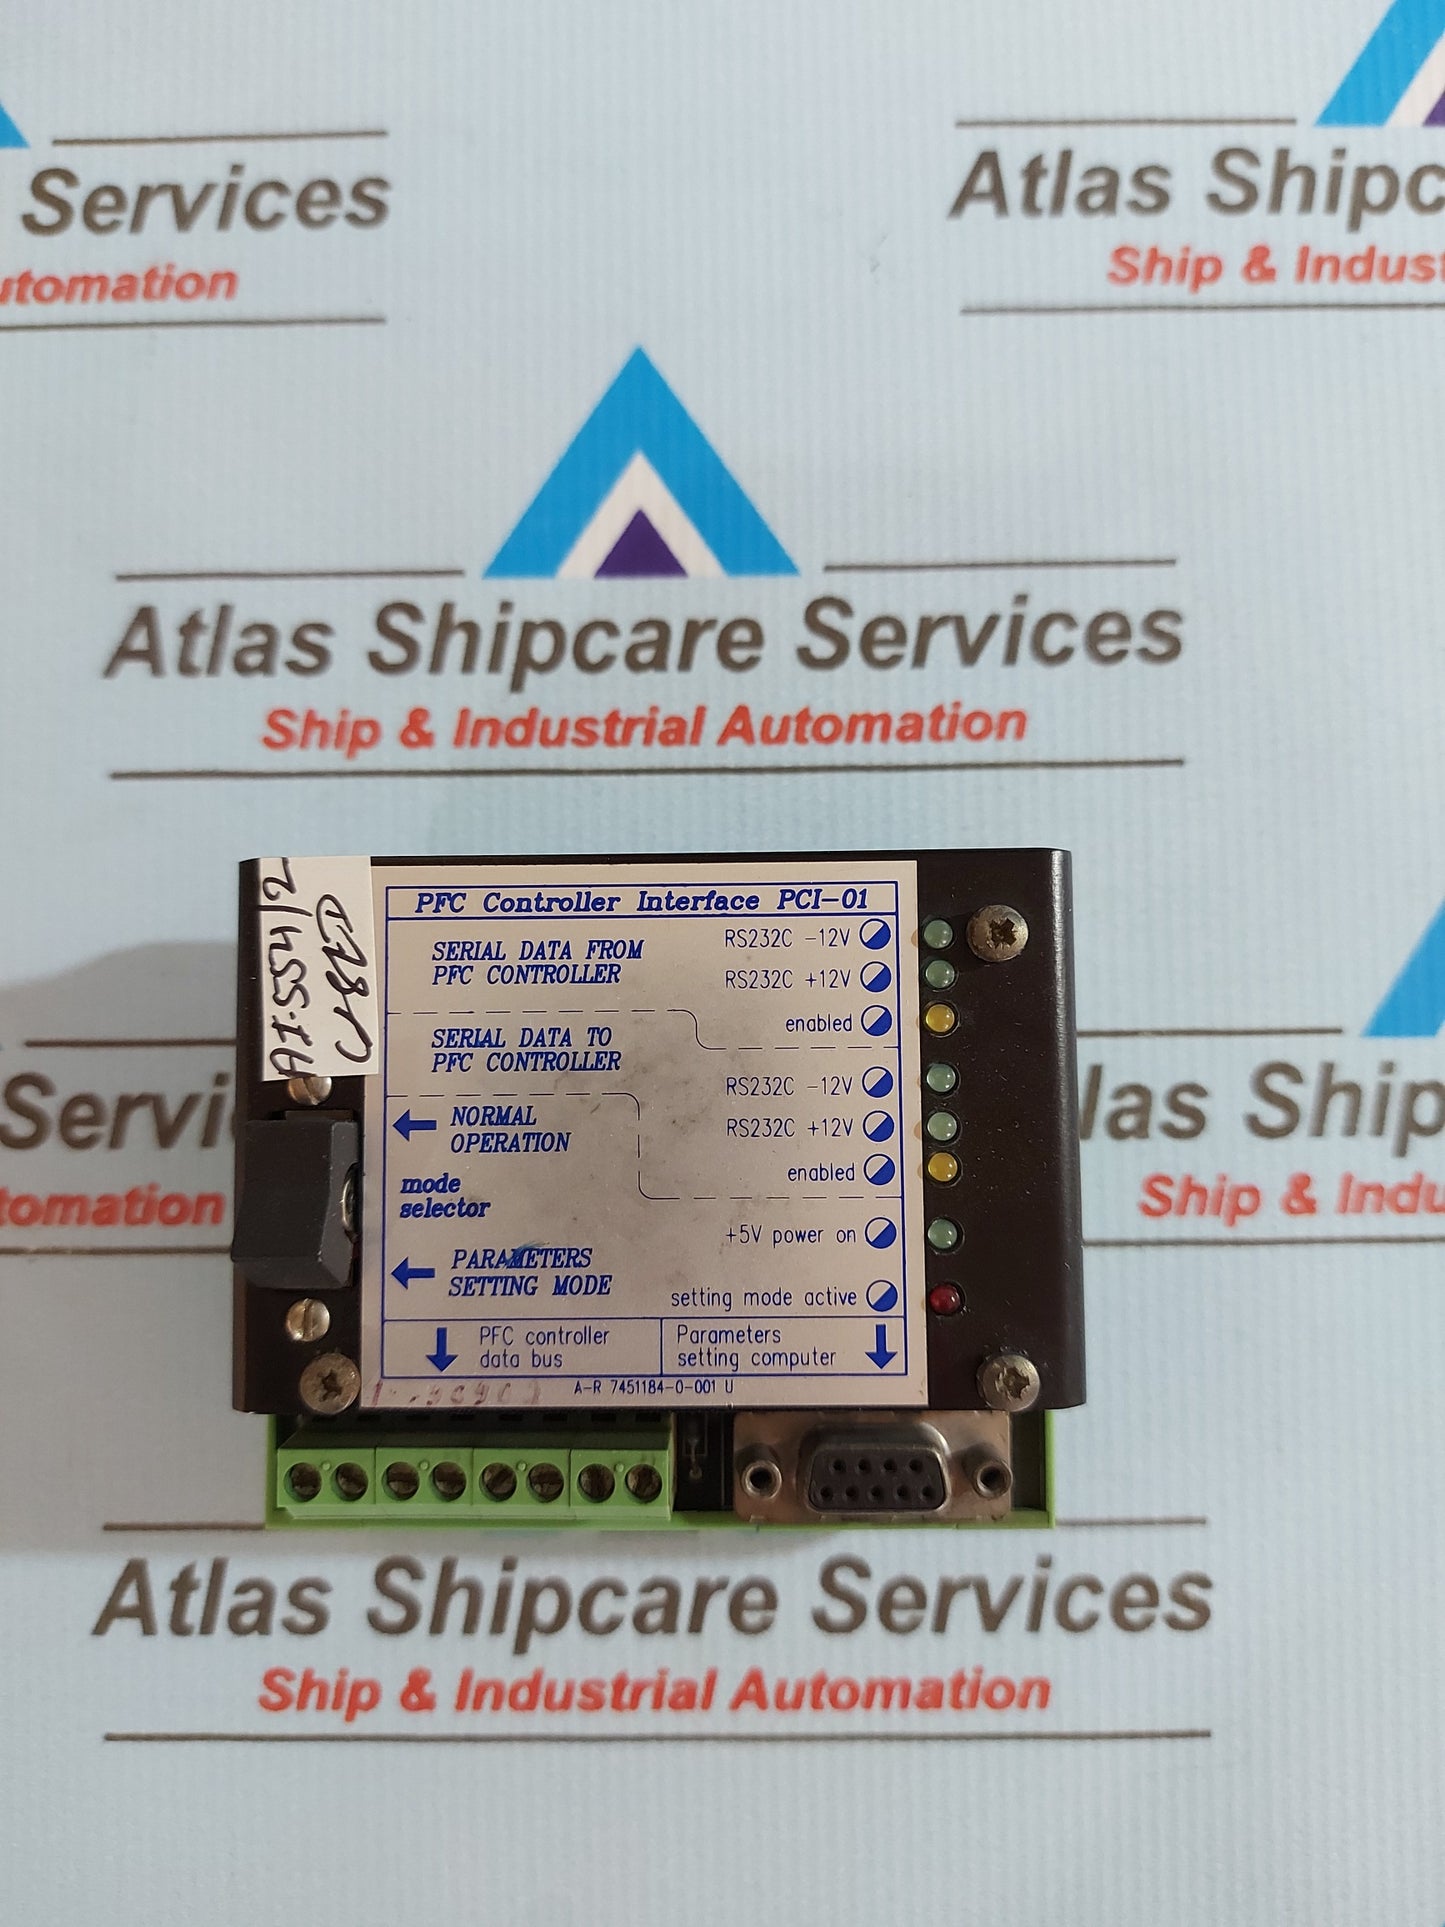 Services
utomation
Atlas Shipc
Ship & Indust
Atlas Shipcare Services
Ship & Industrial Automation
AI.554/2
PFC Controller Interface PCI-01
SERIAL DATA FROM
PFC CONTROLLER
RS232C -12V
RS232C +12V
enabled
SERIAL DATA TO
PFC CONTROLLER
RS232C -12V
RS232C +12V
enabled
NORMAL
OPERATION
mode
selector
+5V power on
PARAMETERS
SETTING MODE
setting mode active
PFC controller
data bus
Parameters
setting computer
A-R 7451184-0-001 U
Servi
tomation
las Ship
Ship & Indu
Atlas Shipcare Services
Ship & Industrial Automation